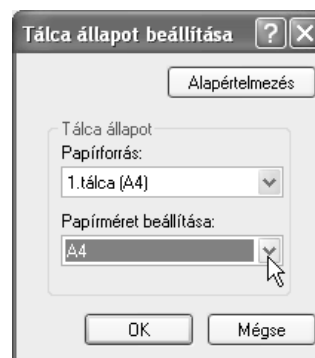 Tálca állapot beállítása
Alapértelmezés
Tálca állapot
Papírforrás:
1.tálca (A4)
Papírméret beállítása:
A4
OK
Mégse